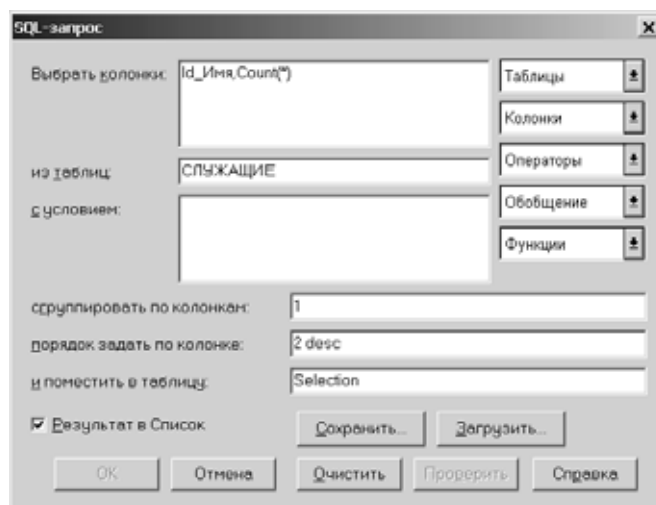 SQL-запрос
Выбрать колонки: Id_Имя,Count(*) Таблицы
Колонки
из таблиц: СЛУЖАЩИЕ Операторы
с условием: Обобщение
Функции
сгруппировать по колонкам: 1
порядок задать по колонке: 2 desc
и поместить в таблицу: Selection
Результат в Список Сохранить... Загрузить...
OK Отмена Очистить Проверить Справка